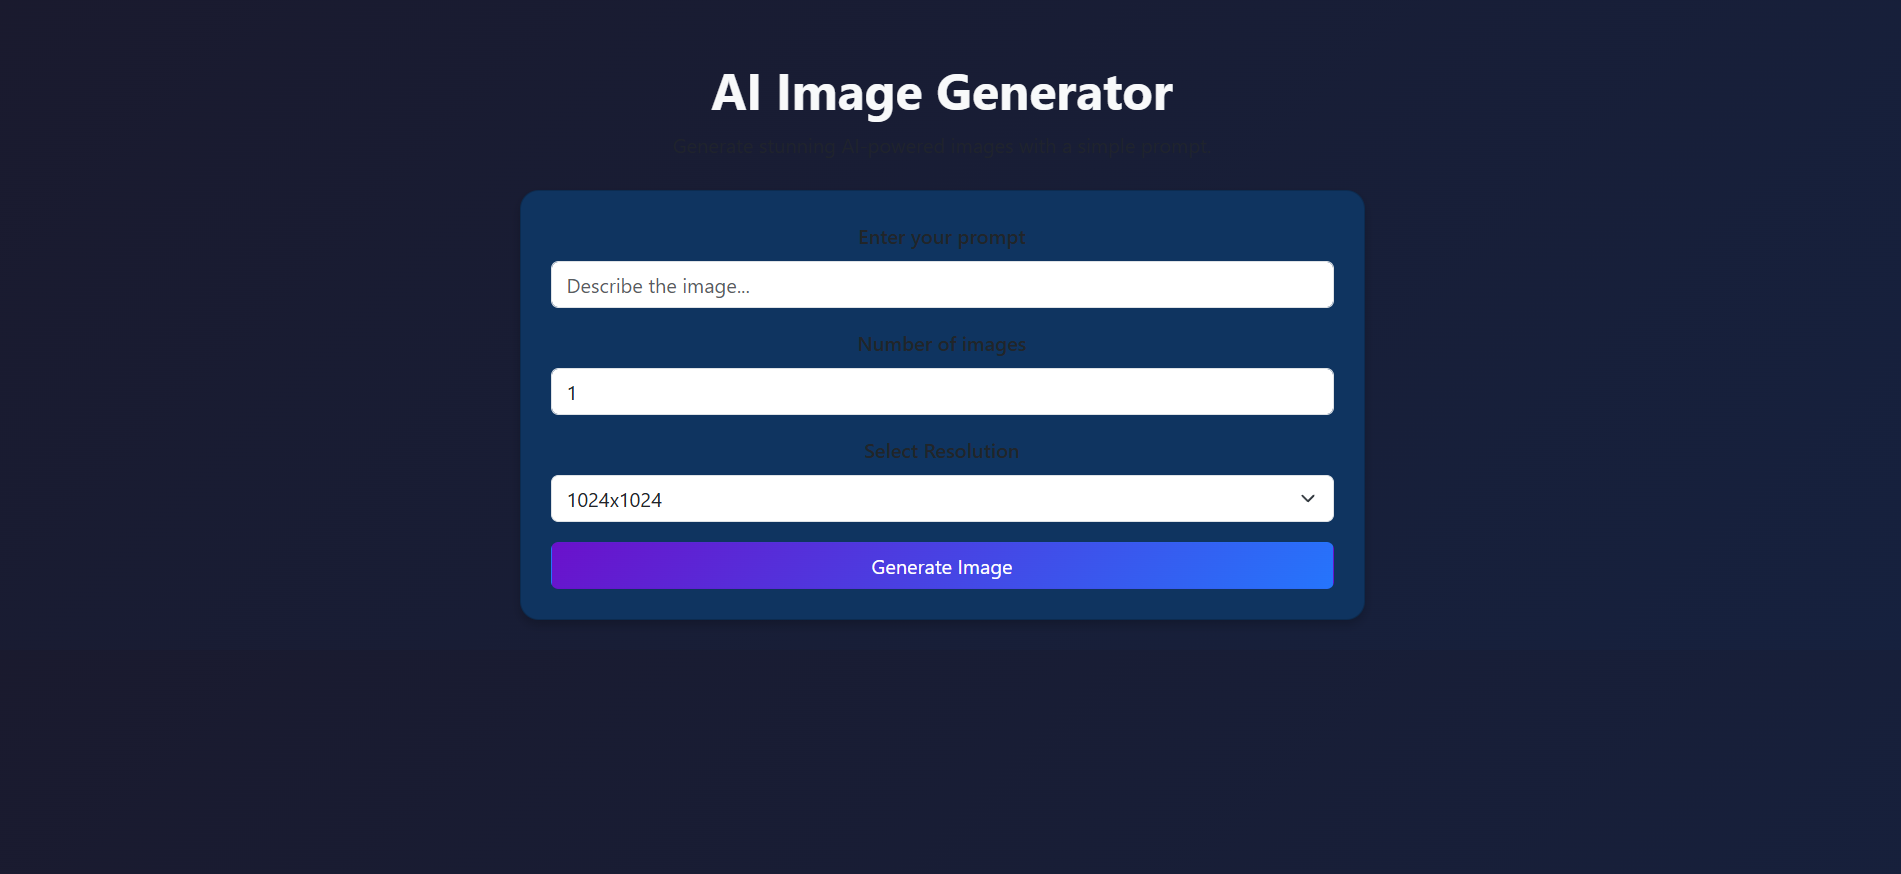 AI Image Generator
Generate stunning AI-powered images with a simple prompt
Enter your prompt
Describe the image...
Number of images
1
Select Resolution
1024x1024
Generate Image